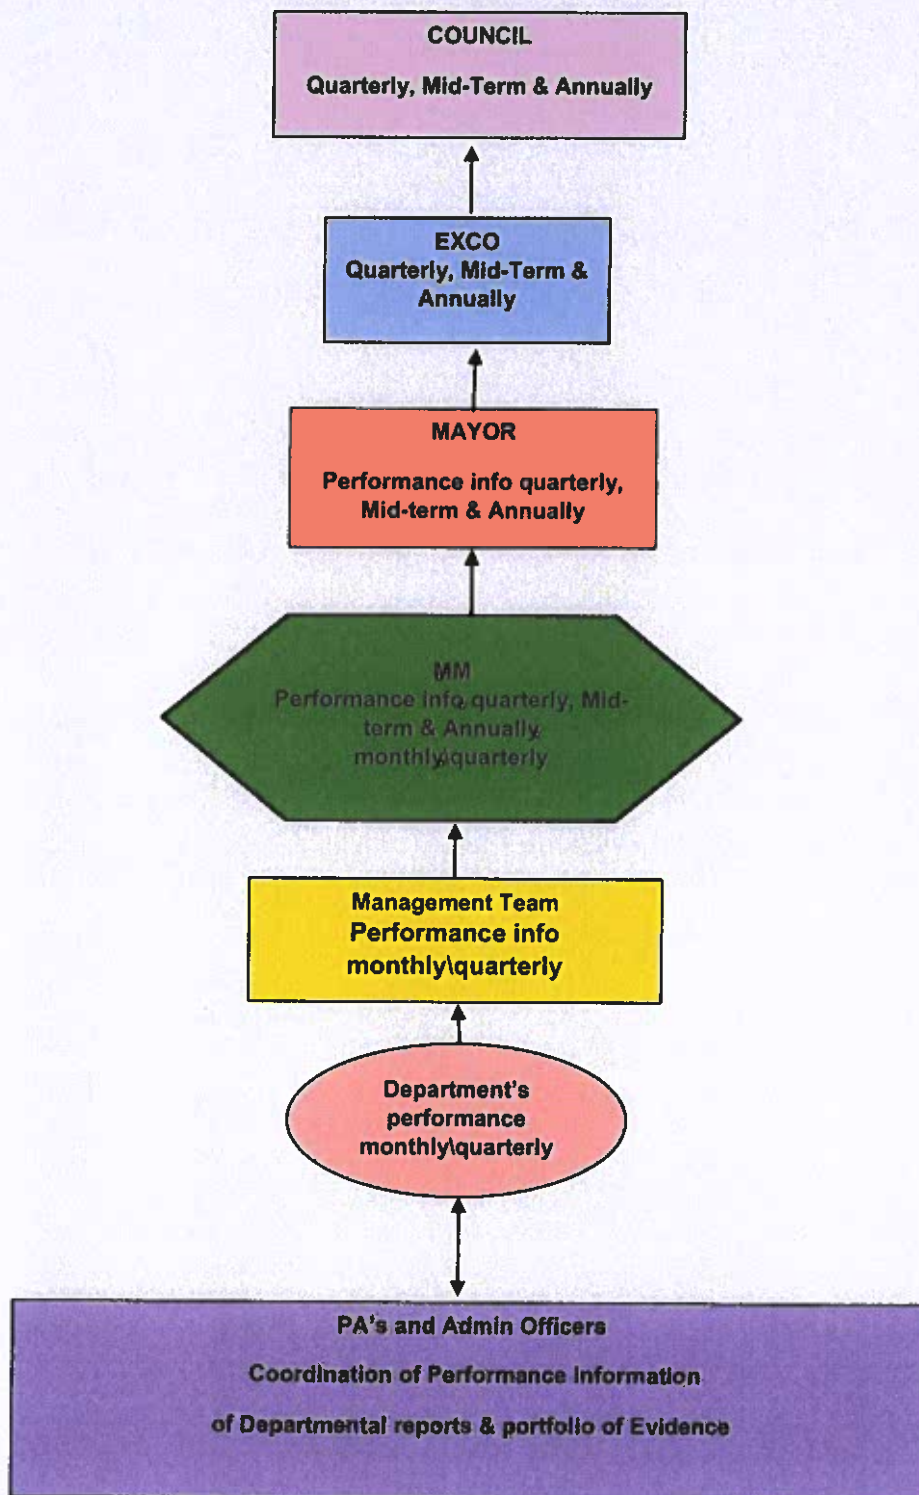 COUNCIL
Quarterly, Mid-Term & Annually
EXCO
Quarterly, Mid-Term &
Annually
MAYOR
Performance info quarterly,
Mid-term & Annually
MM
Performance info quarterly, Mid-
term & Annually
monthly\quarterly
Management Team
Performance info
monthly\quarterly
Department's
performance
monthly\quarterly
PA's and Admin Officers
Coordination of Performance Information
of Departmental reports & portfolio of Evidence